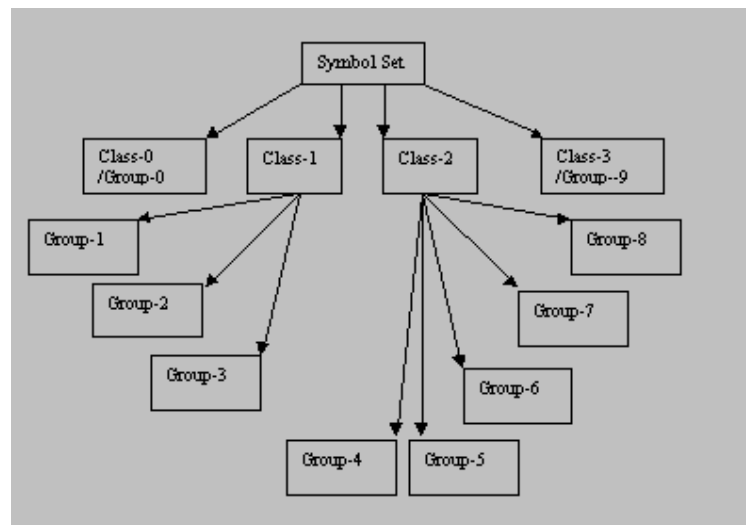 Symbol Set
Class-0
/Group-0
Class-1
Class-2
Class-3
/Group--9
Group-1
Group-8
Group-2
Group-7
Group-3
Group-6
Group-4
Group-5